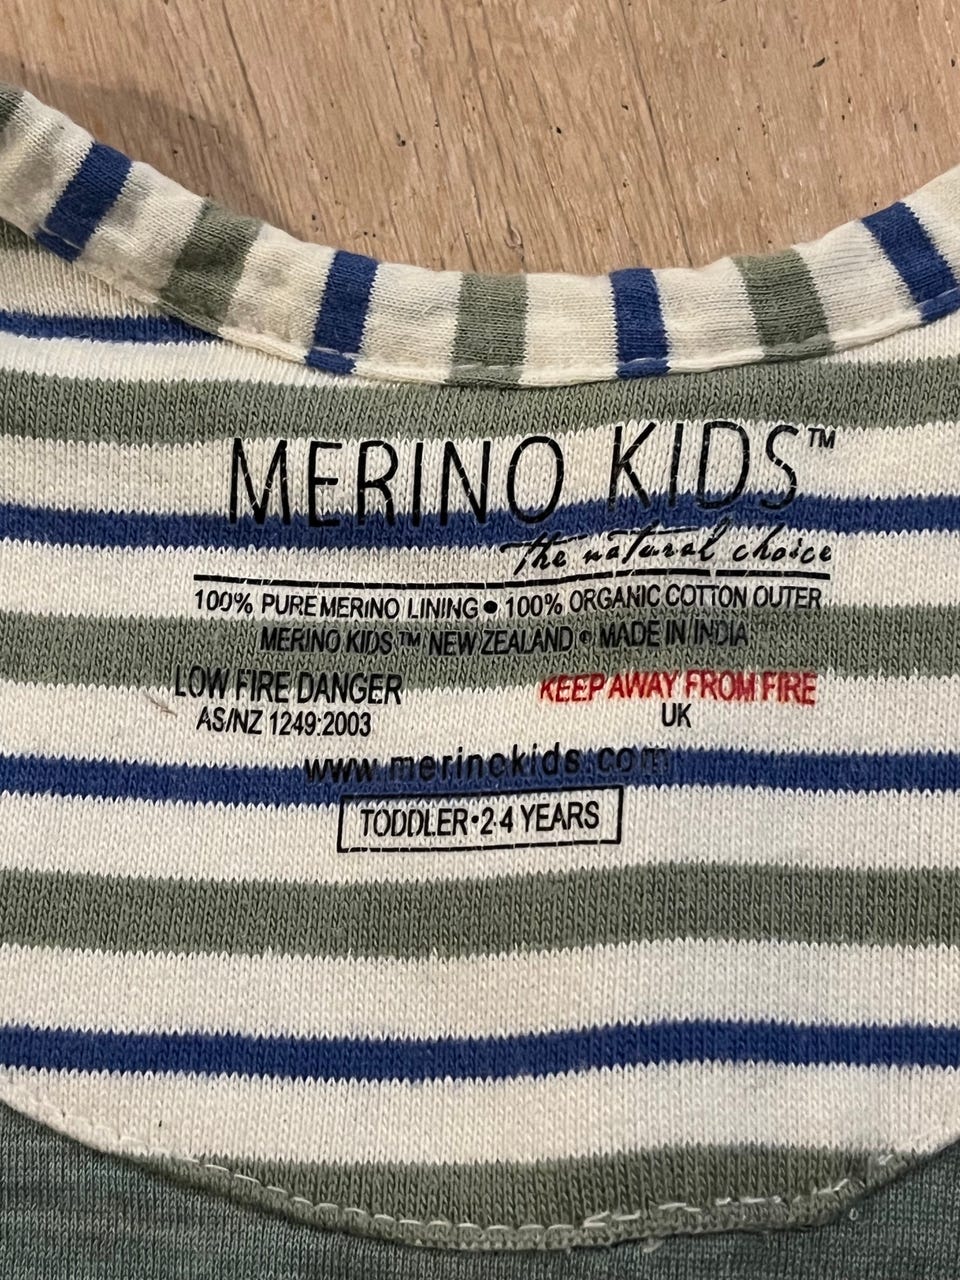 MERINO KIDS™
the natural choice
100% PURE MERINO LINING • 100% ORGANIC COTTON OUTER
MERINO KIDS™ NEW ZEALAND • MADE IN INDIA
LOW FIRE DANGER
AS/NZ 1249:2003
KEEP AWAY FROM FIRE
UK
www.merinokids.com
TODDLER•2-4 YEARS